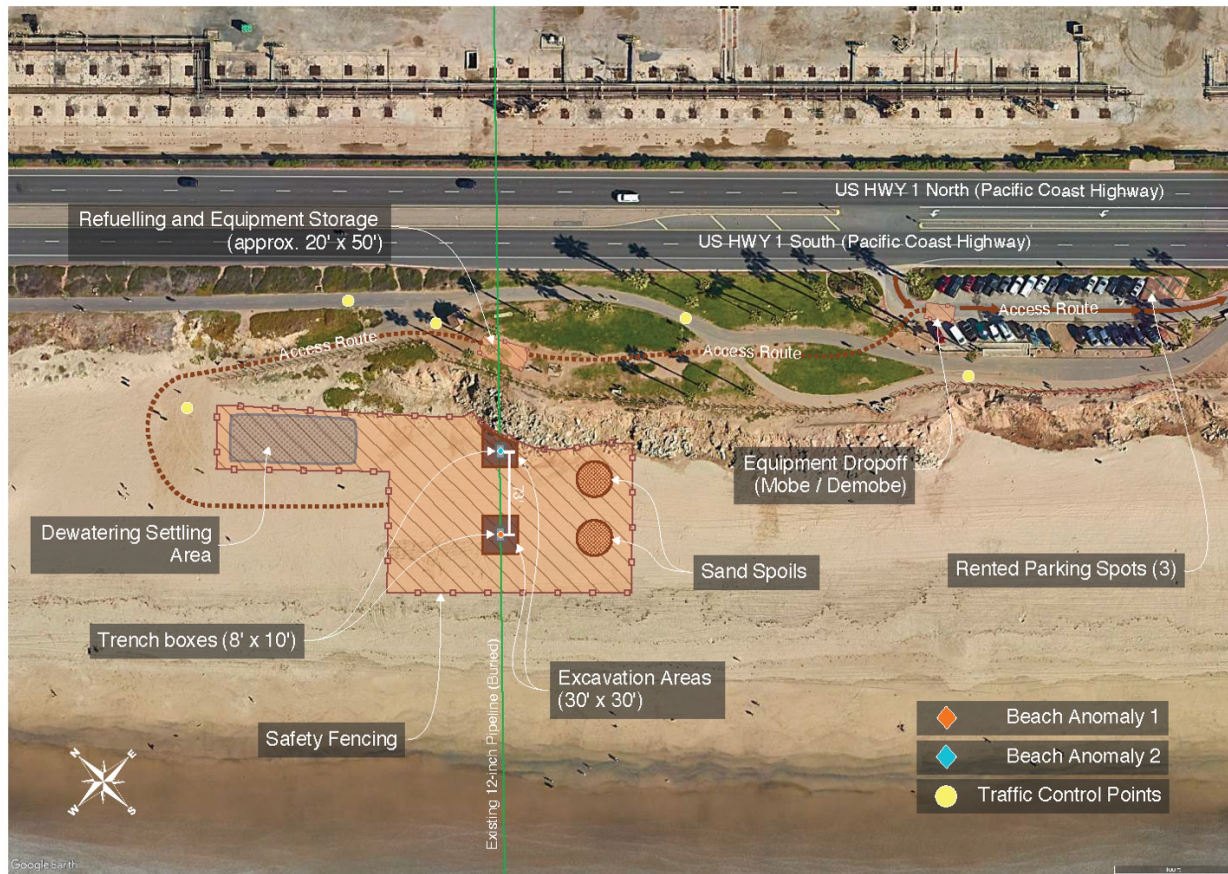 US HWY 1 North (Pacific Coast Highway)
Refuelling and Equipment Storage
(approx. 20' x 50')
US HWY 1 South (Pacific Coast Highway)
Access Route
Access Route
Access Route
73'
Equipment Dropoff
(Mobe / Demobe)
Dewatering Settling
Area
Sand Spoils
Rented Parking Spots (3)
Trench boxes (8' x 10')
Existing 12-inch Pipeline (Buried)
Excavation Areas
(30' x 30')
Safety Fencing
Beach Anomaly 1
Beach Anomaly 2
Traffic Control Points
N
E
W
S
Google Earth